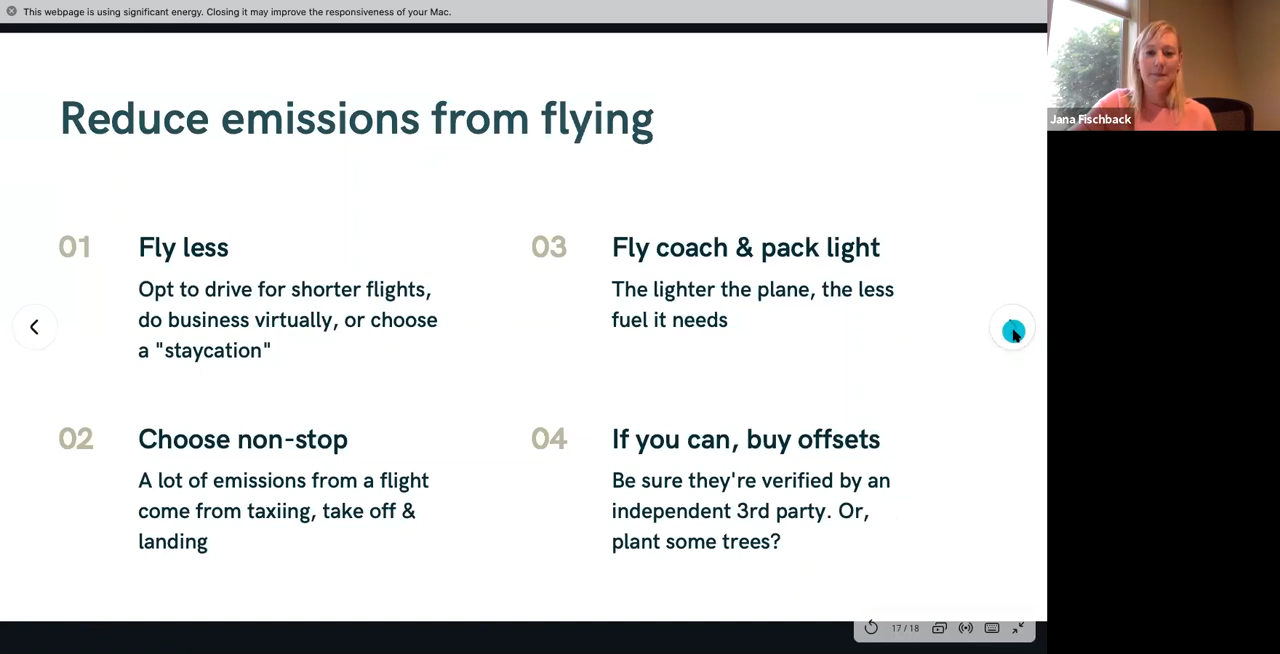 This webpage is using significant energy. Closing it may improve the responsiveness of your Mac.
Reduce emissions from flying
01
Fly less
Opt to drive for shorter flights,
do business virtually, or choose
a "staycation"
02
Choose non-stop
A lot of emissions from a flight
come from taxiing, take off &
landing
03
Fly coach & pack light
The lighter the plane, the less
fuel it needs
04
If you can, buy offsets
Be sure they're verified by an
independent 3rd party. Or,
plant some trees?
Jana Fischback
17 / 18